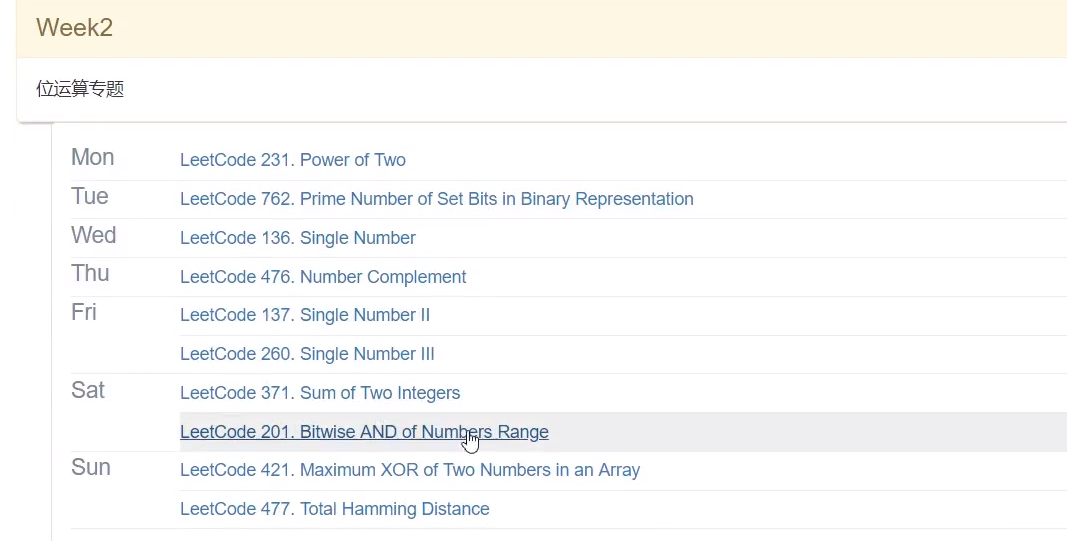 Week2
位运算专题
Mon LeetCode 231. Power of Two
Tue LeetCode 762. Prime Number of Set Bits in Binary Representation
Wed LeetCode 136. Single Number
Thu LeetCode 476. Number Complement
Fri LeetCode 137. Single Number II
LeetCode 260. Single Number III
Sat LeetCode 371. Sum of Two Integers
LeetCode 201. Bitwise AND of Numbers Range
Sun LeetCode 421. Maximum XOR of Two Numbers in an Array
LeetCode 477. Total Hamming Distance